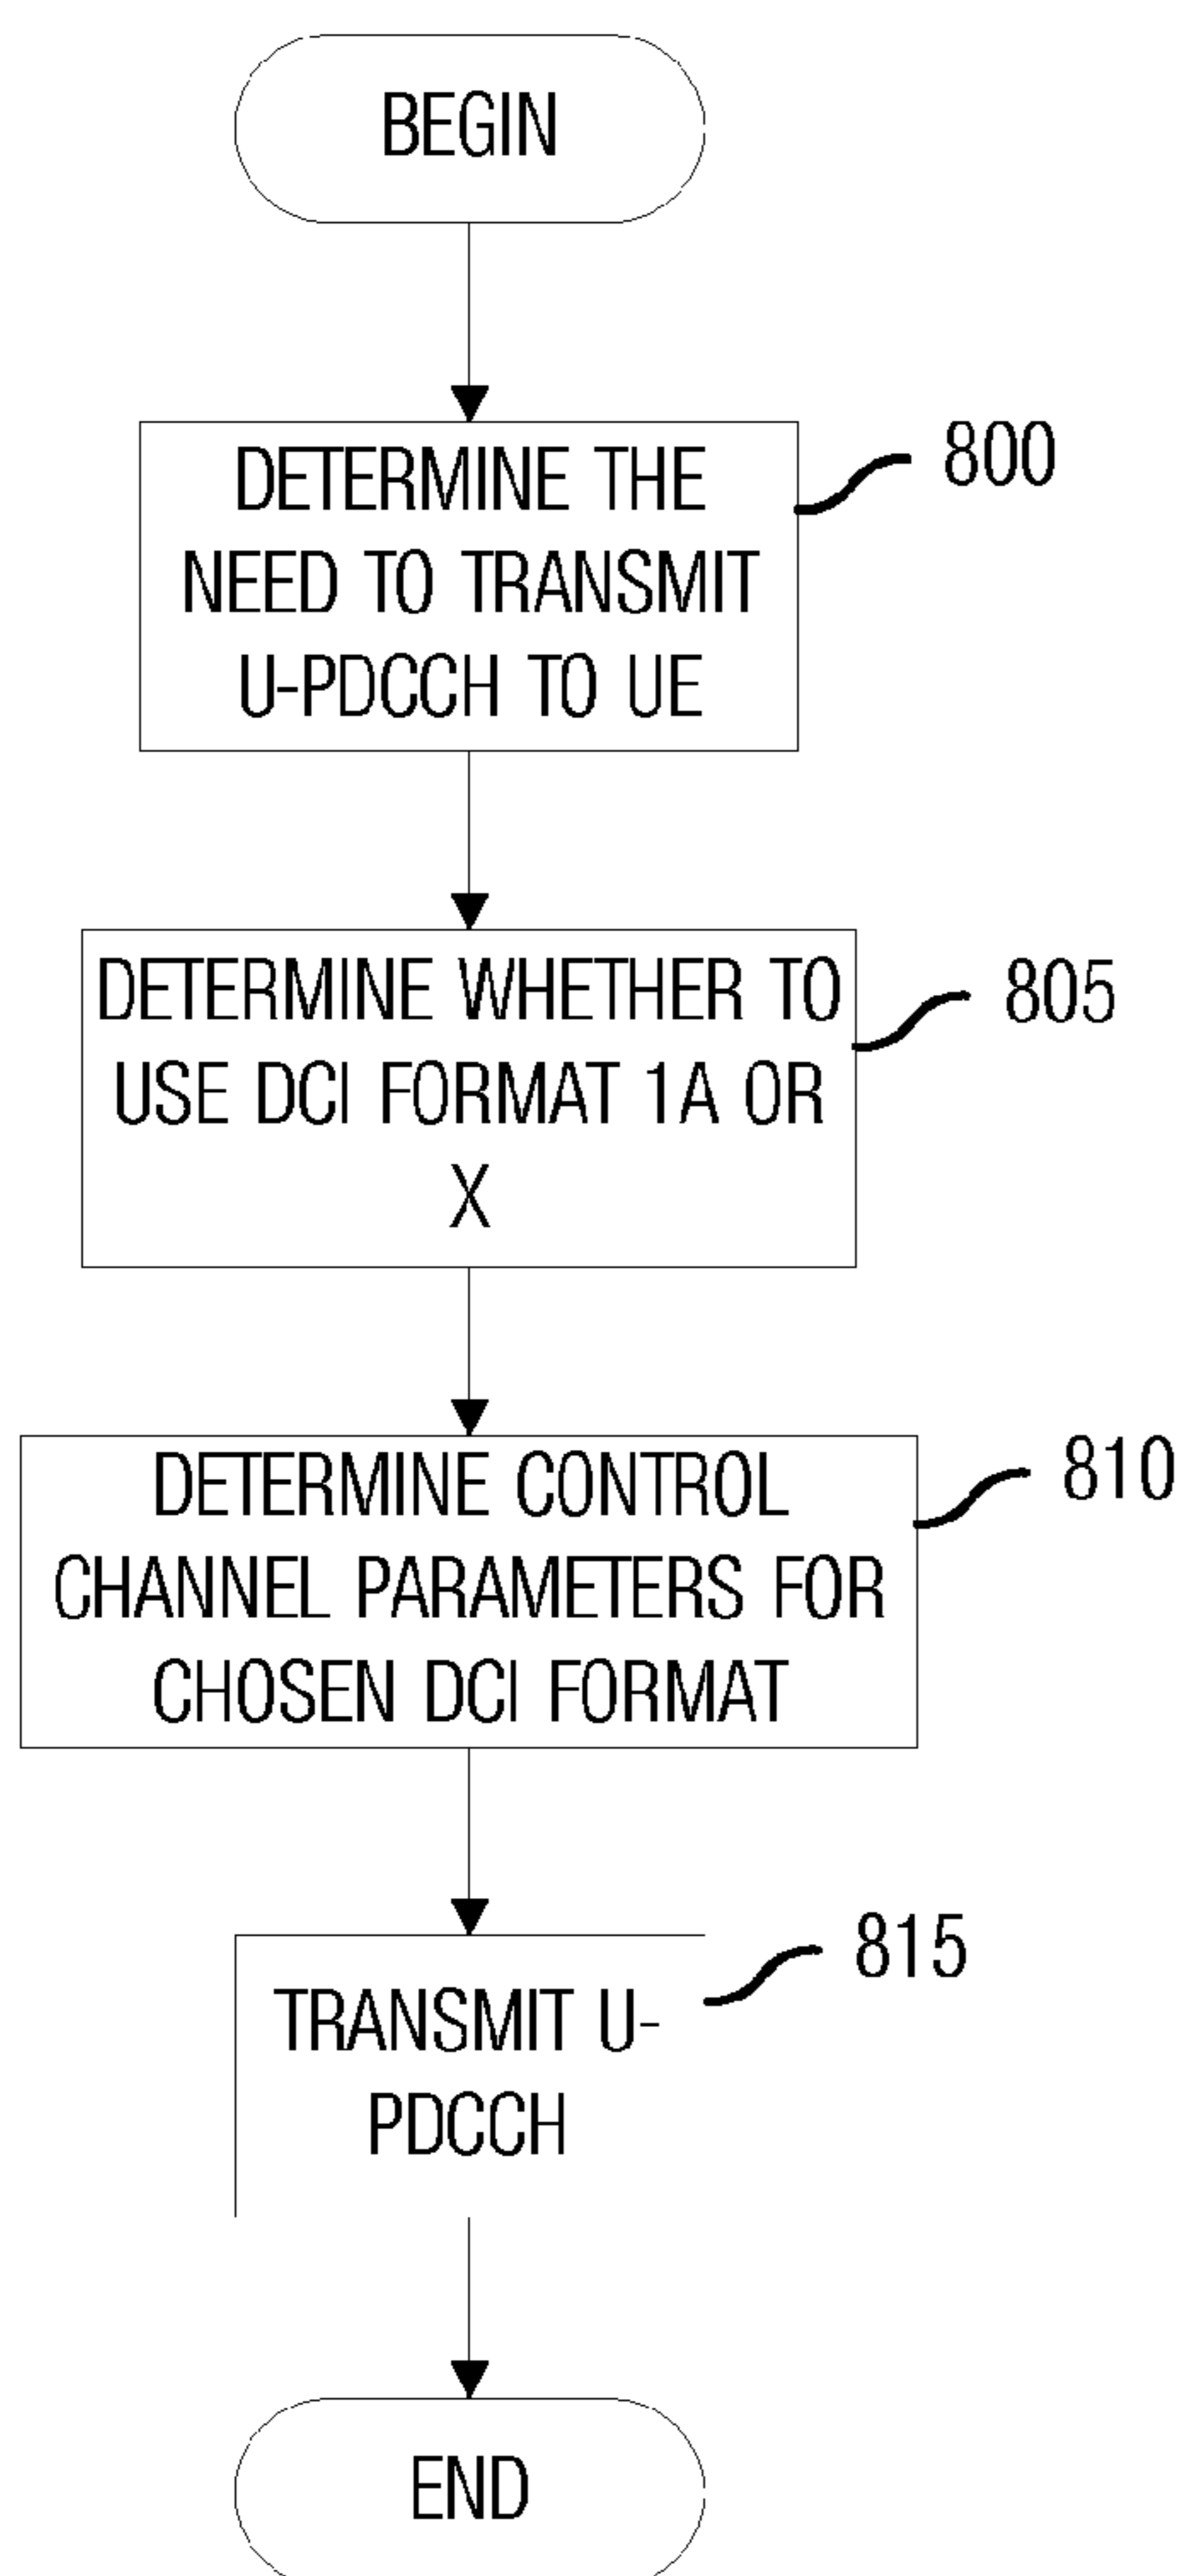 BEGIN
DETERMINE THE
NEED TO TRANSMIT
U-PDCCH TO UE
800
DETERMINE WHETHER TO
USE DCI FORMAT 1A OR
X
805
DETERMINE CONTROL
CHANNEL PARAMETERS FOR
CHOSEN DCI FORMAT
810
TRANSMIT U-
PDCCH
815
END